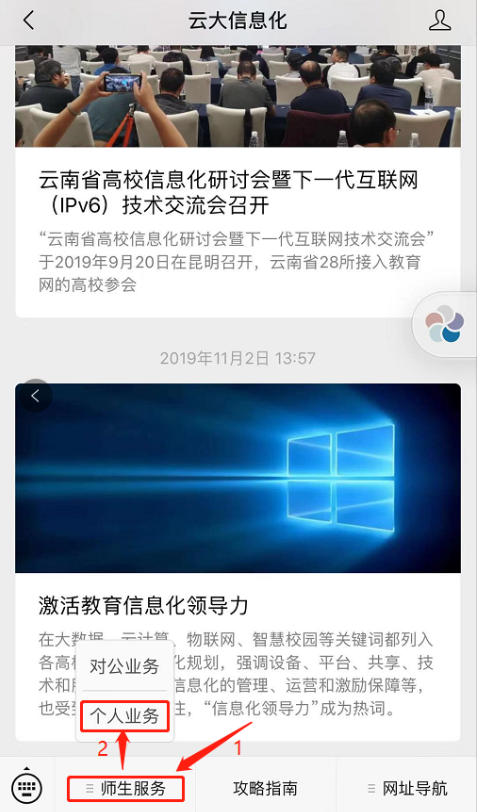 云大信息化
云南省高校信息化研讨会暨下一代互联网
（IPv6）技术交流会召开
“云南省高校信息化研讨会暨下一代互联网技术交流会”
于2019年9月20日在昆明召开，云南省28所接入教育
网的高校参会
2019年11月2日 13:57
激活教育信息化领导力
在大数据、云计算、物联网、智慧校园等关键词都列入
各高 化规划，强调设备、平台、共享、技
术和 信息化的管理、运营和激励保障等，
也受 注，“信息化领导力”成为热词。
对公业务
个人业务
2
1
师生服务
攻略指南
网址导航